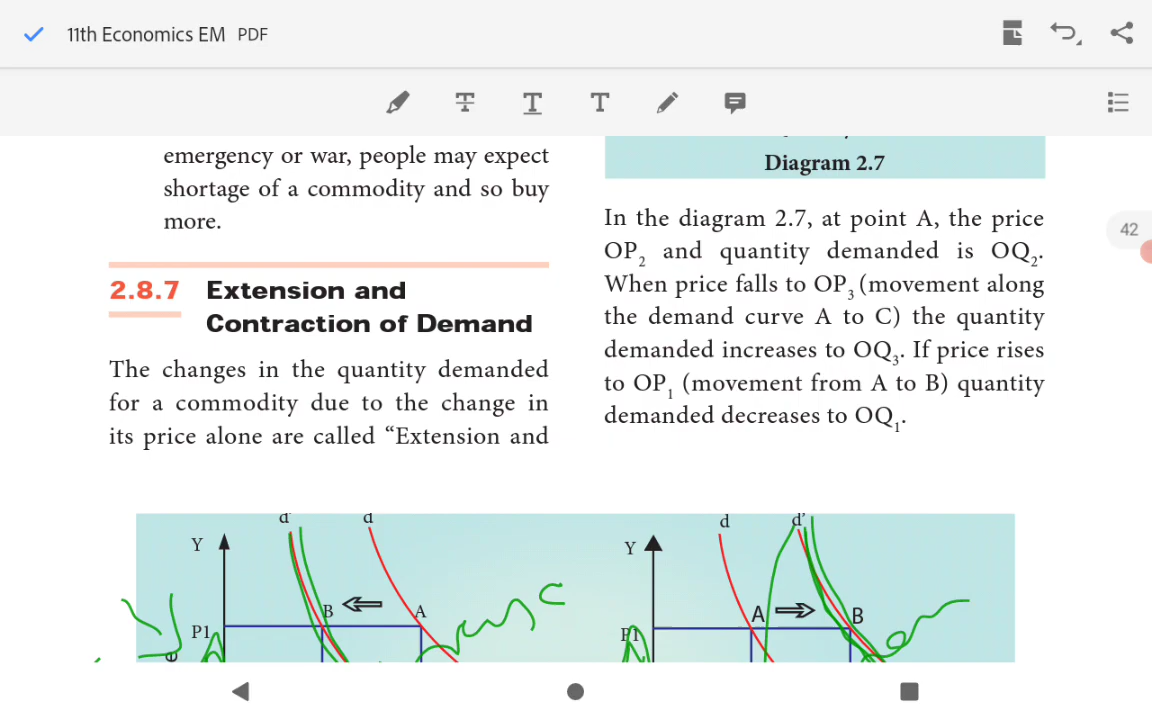 11th Economics EM PDF
emergency or war, people may expect
shortage of a commodity and so buy
more.
2.8.7 Extension and
Contraction of Demand
The changes in the quantity demanded
for a commodity due to the change in
its price alone are called “Extension and
Diagram 2.7
In the diagram 2.7, at point A, the price
OP₂ and quantity demanded is OQ₂.
When price falls to OP₃ (movement along
the demand curve A to C) the quantity
demanded increases to OQ₃. If price rises
to OP₁ (movement from A to B) quantity
demanded decreases to OQ₁.
42
d' d
Y
B A
P1
d d'
Y
A B
P1